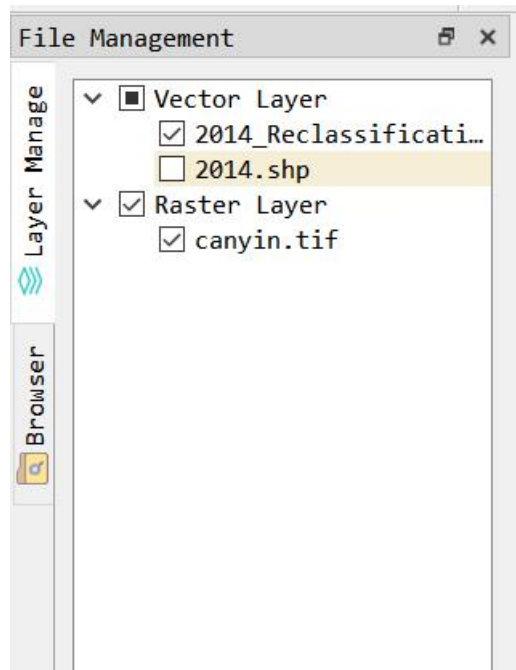 File Management
Layer Manage
Browser
Vector Layer
2014_Reclassificati…
2014.shp
Raster Layer
canyin.tif